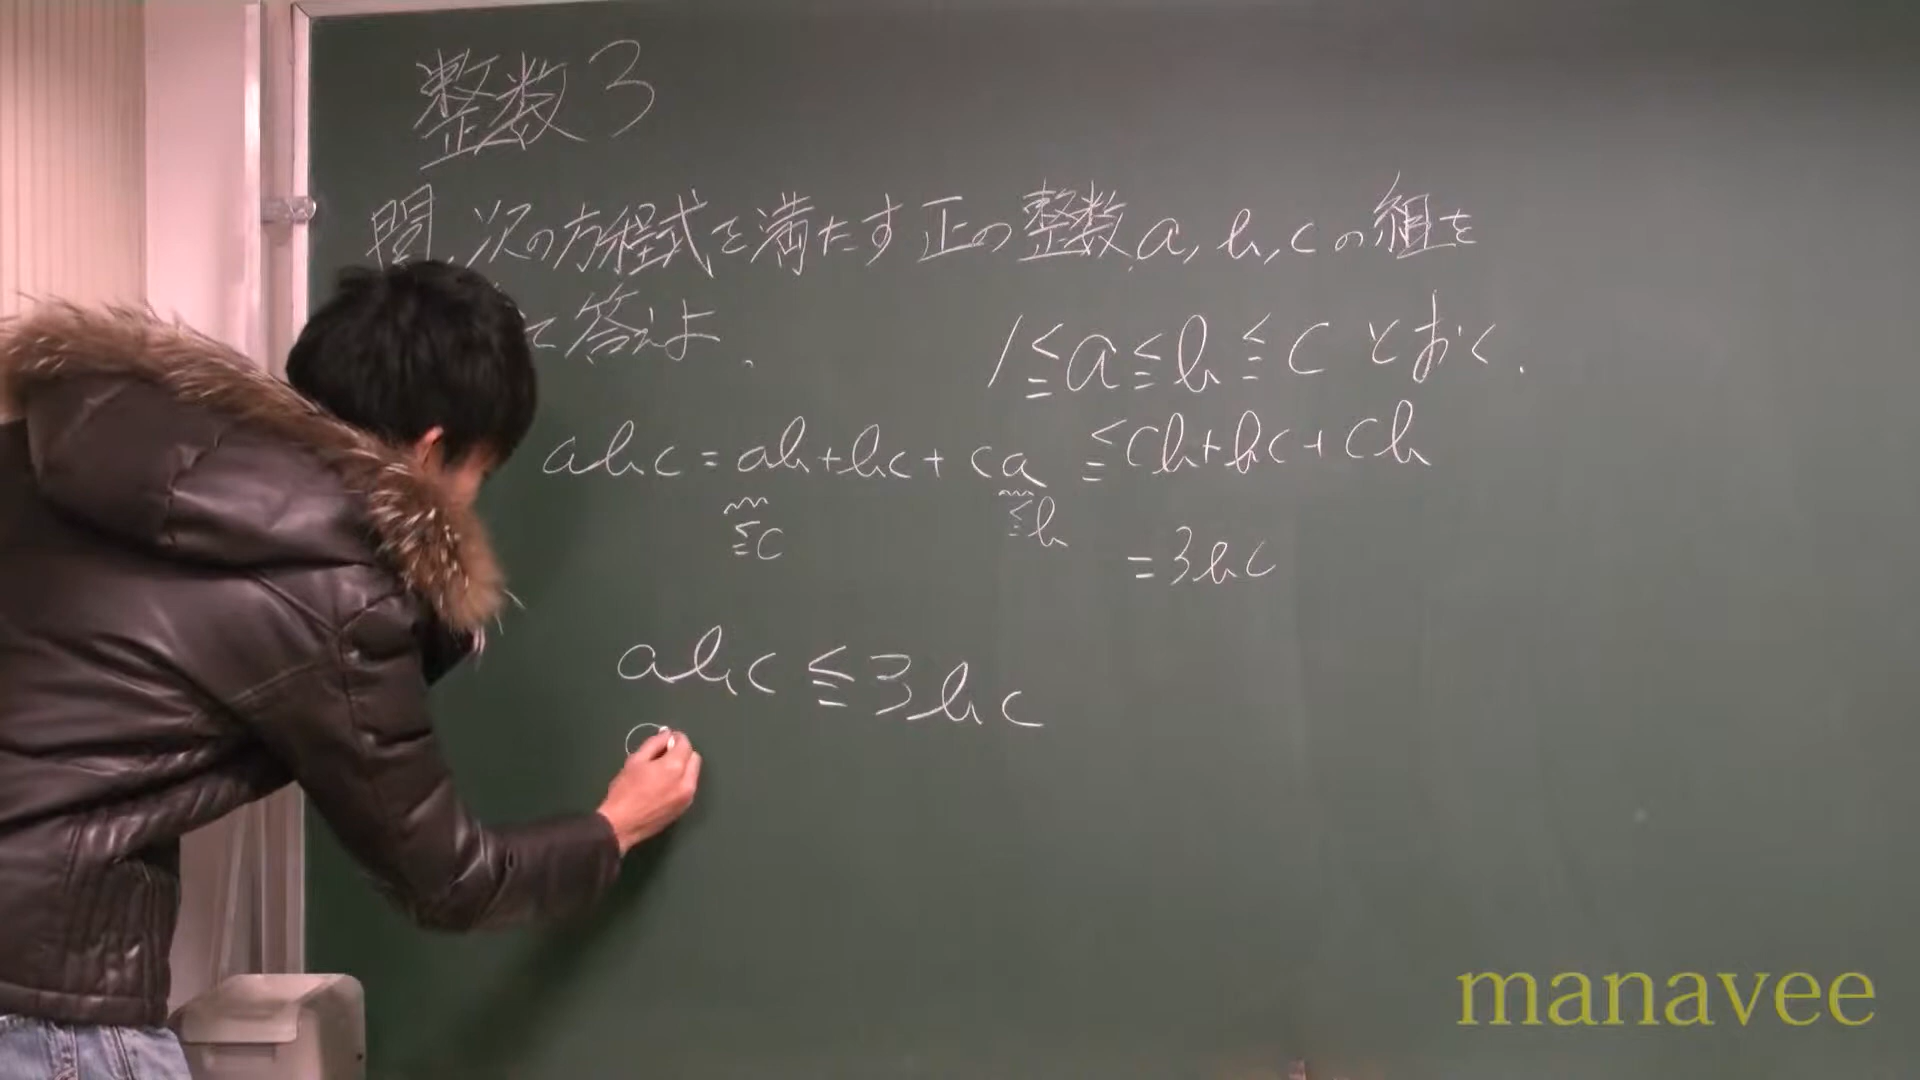 整数3
問.次の方程式を満たす正の整数a,b,cの組を
て答えよ.
1≦a≦b≦cとおく.
abc=ab+bc+ca≦cb+bc+cb
≦c ≦b
=3bc
abc≦3bc
manavee